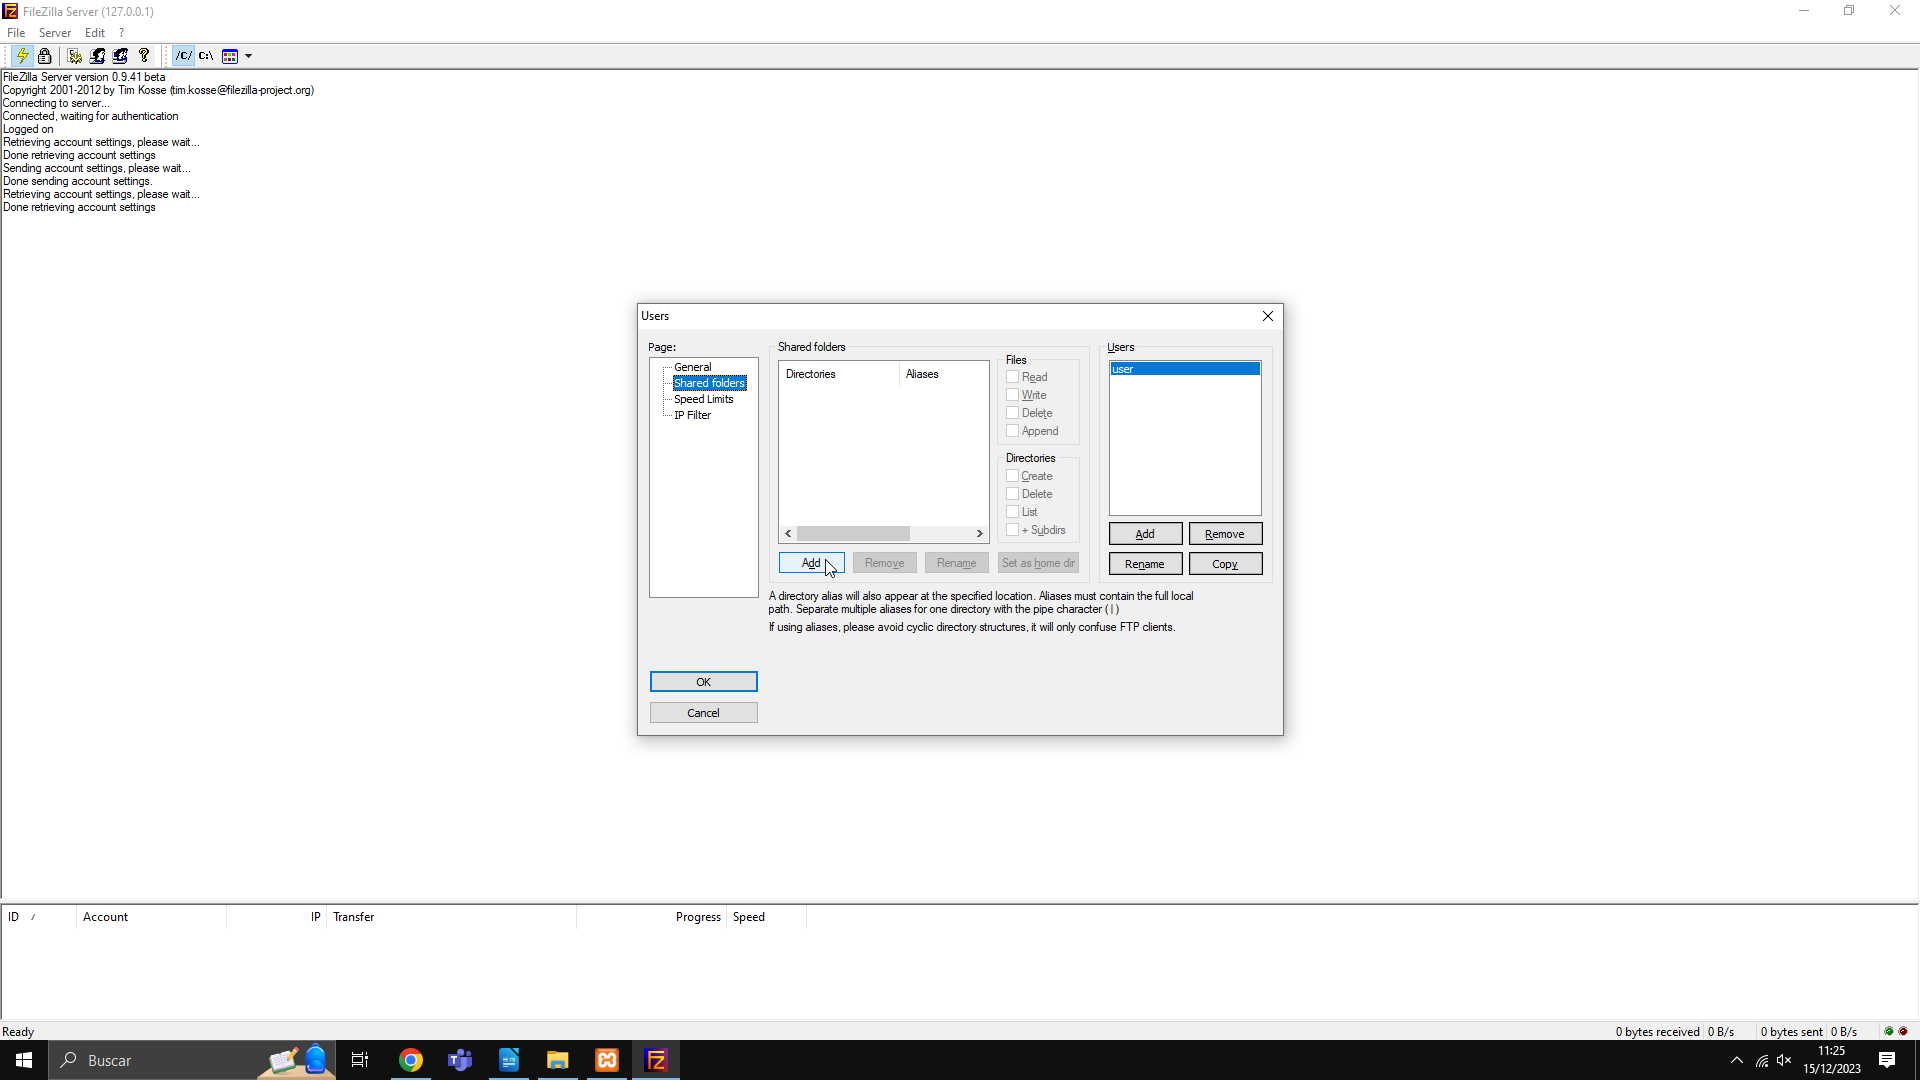 FileZilla Server (127.0.0.1)
File Server Edit ?
/C/ C:\
FileZilla Server version 0.9.41 beta
Copyright 2001-2012 by Tim Kosse (tim.kosse@filezilla-project.org)
Connecting to server...
Connected, waiting for authentication
Logged on
Retrieving account settings, please wait...
Done retrieving account settings
Sending account settings, please wait...
Done sending account settings.
Retrieving account settings, please wait...
Done retrieving account settings
Users
Page:
General
Shared folders
Speed Limits
IP Filter
OK
Cancel
Shared folders
Directories Aliases
Add Remove Rename Set as home dir
Files
Read
Write
Delete
Append
Directories
Create
Delete
List
+ Subdirs
Users
user
Add Remove
Rename Copy
A directory alias will also appear at the specified location. Aliases must contain the full local
path. Separate multiple aliases for one directory with the pipe character (|)
If using aliases, please avoid cyclic directory structures, it will only confuse FTP clients.
ID / Account IP Transfer Progress Speed
Ready 0 bytes received 0 B/s 0 bytes sent 0 B/s
Buscar
11:25
15/12/2023